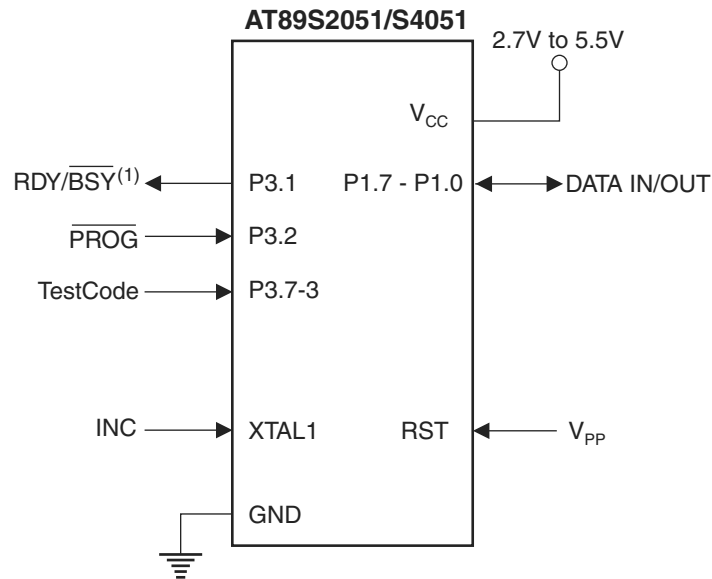 AT89S2051/S4051
2.7V to 5.5V
VCC
RDY/BSY(1)
P3.1
P1.7 - P1.0
DATA IN/OUT
PROG
P3.2
TestCode
P3.7-3
INC
XTAL1
RST
VPP
GND